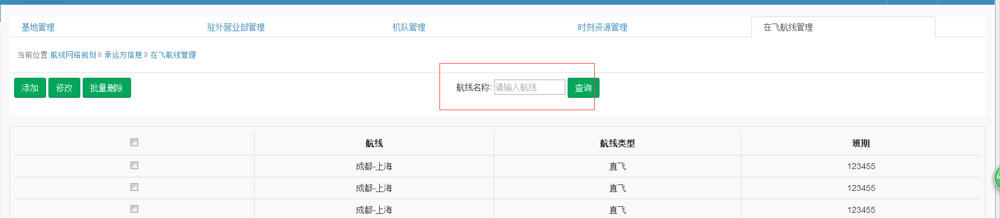 基地管理 驻外营业部管理 机队管理 时刻资源管理 在飞航线管理
当前位置:航线网络规划》承运方信息》在飞航线管理
添加 修改 批量删除 航线名称: 请输入航线 查询
航线 航线类型 班期
成都-上海 直飞 123455
成都-上海 直飞 123455
成都-上海 直飞 123455